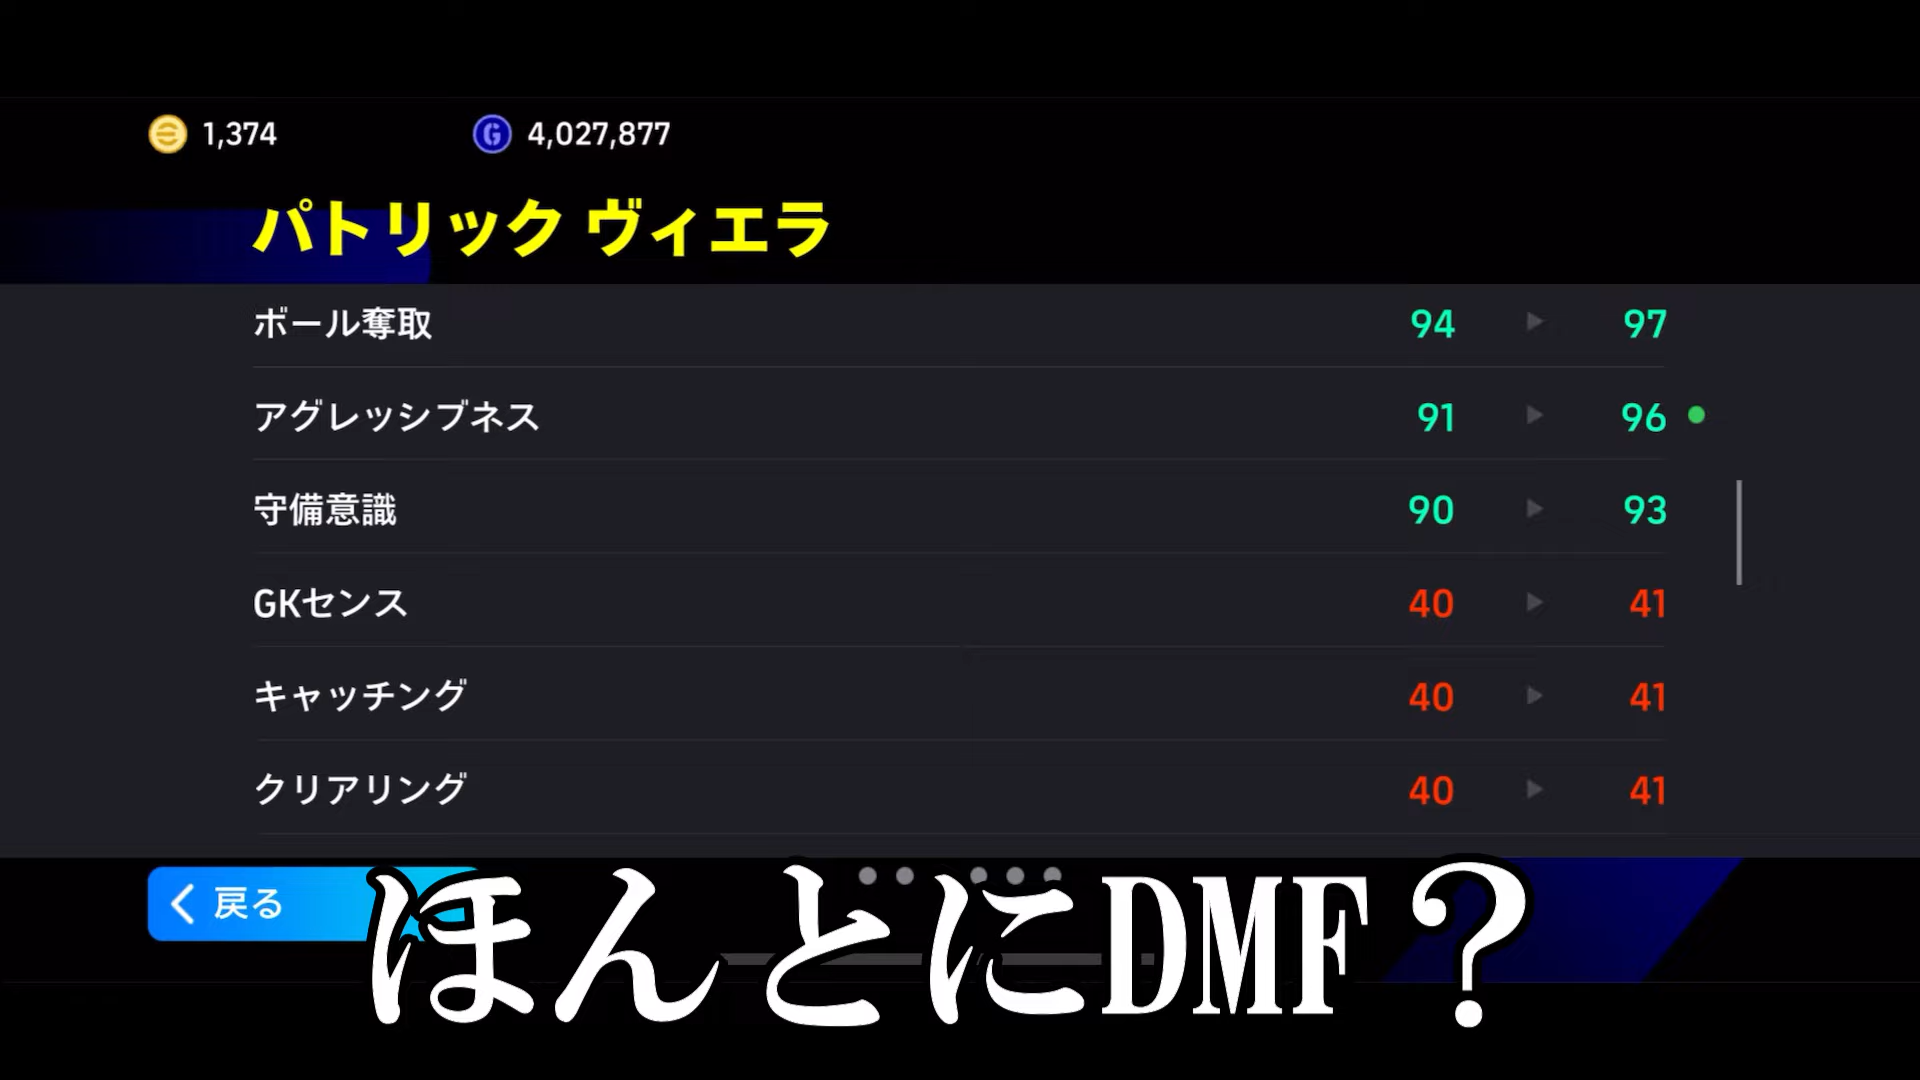 1,374 4,027,877
パトリック ヴィエラ
ボール奪取 94 ▶ 97
アグレッシブネス 91 ▶ 96
守備意識 90 ▶ 93
GKセンス 40 ▶ 41
キャッチング 40 ▶ 41
クリアリング 40 ▶ 41
戻る
ほんとにDMF？